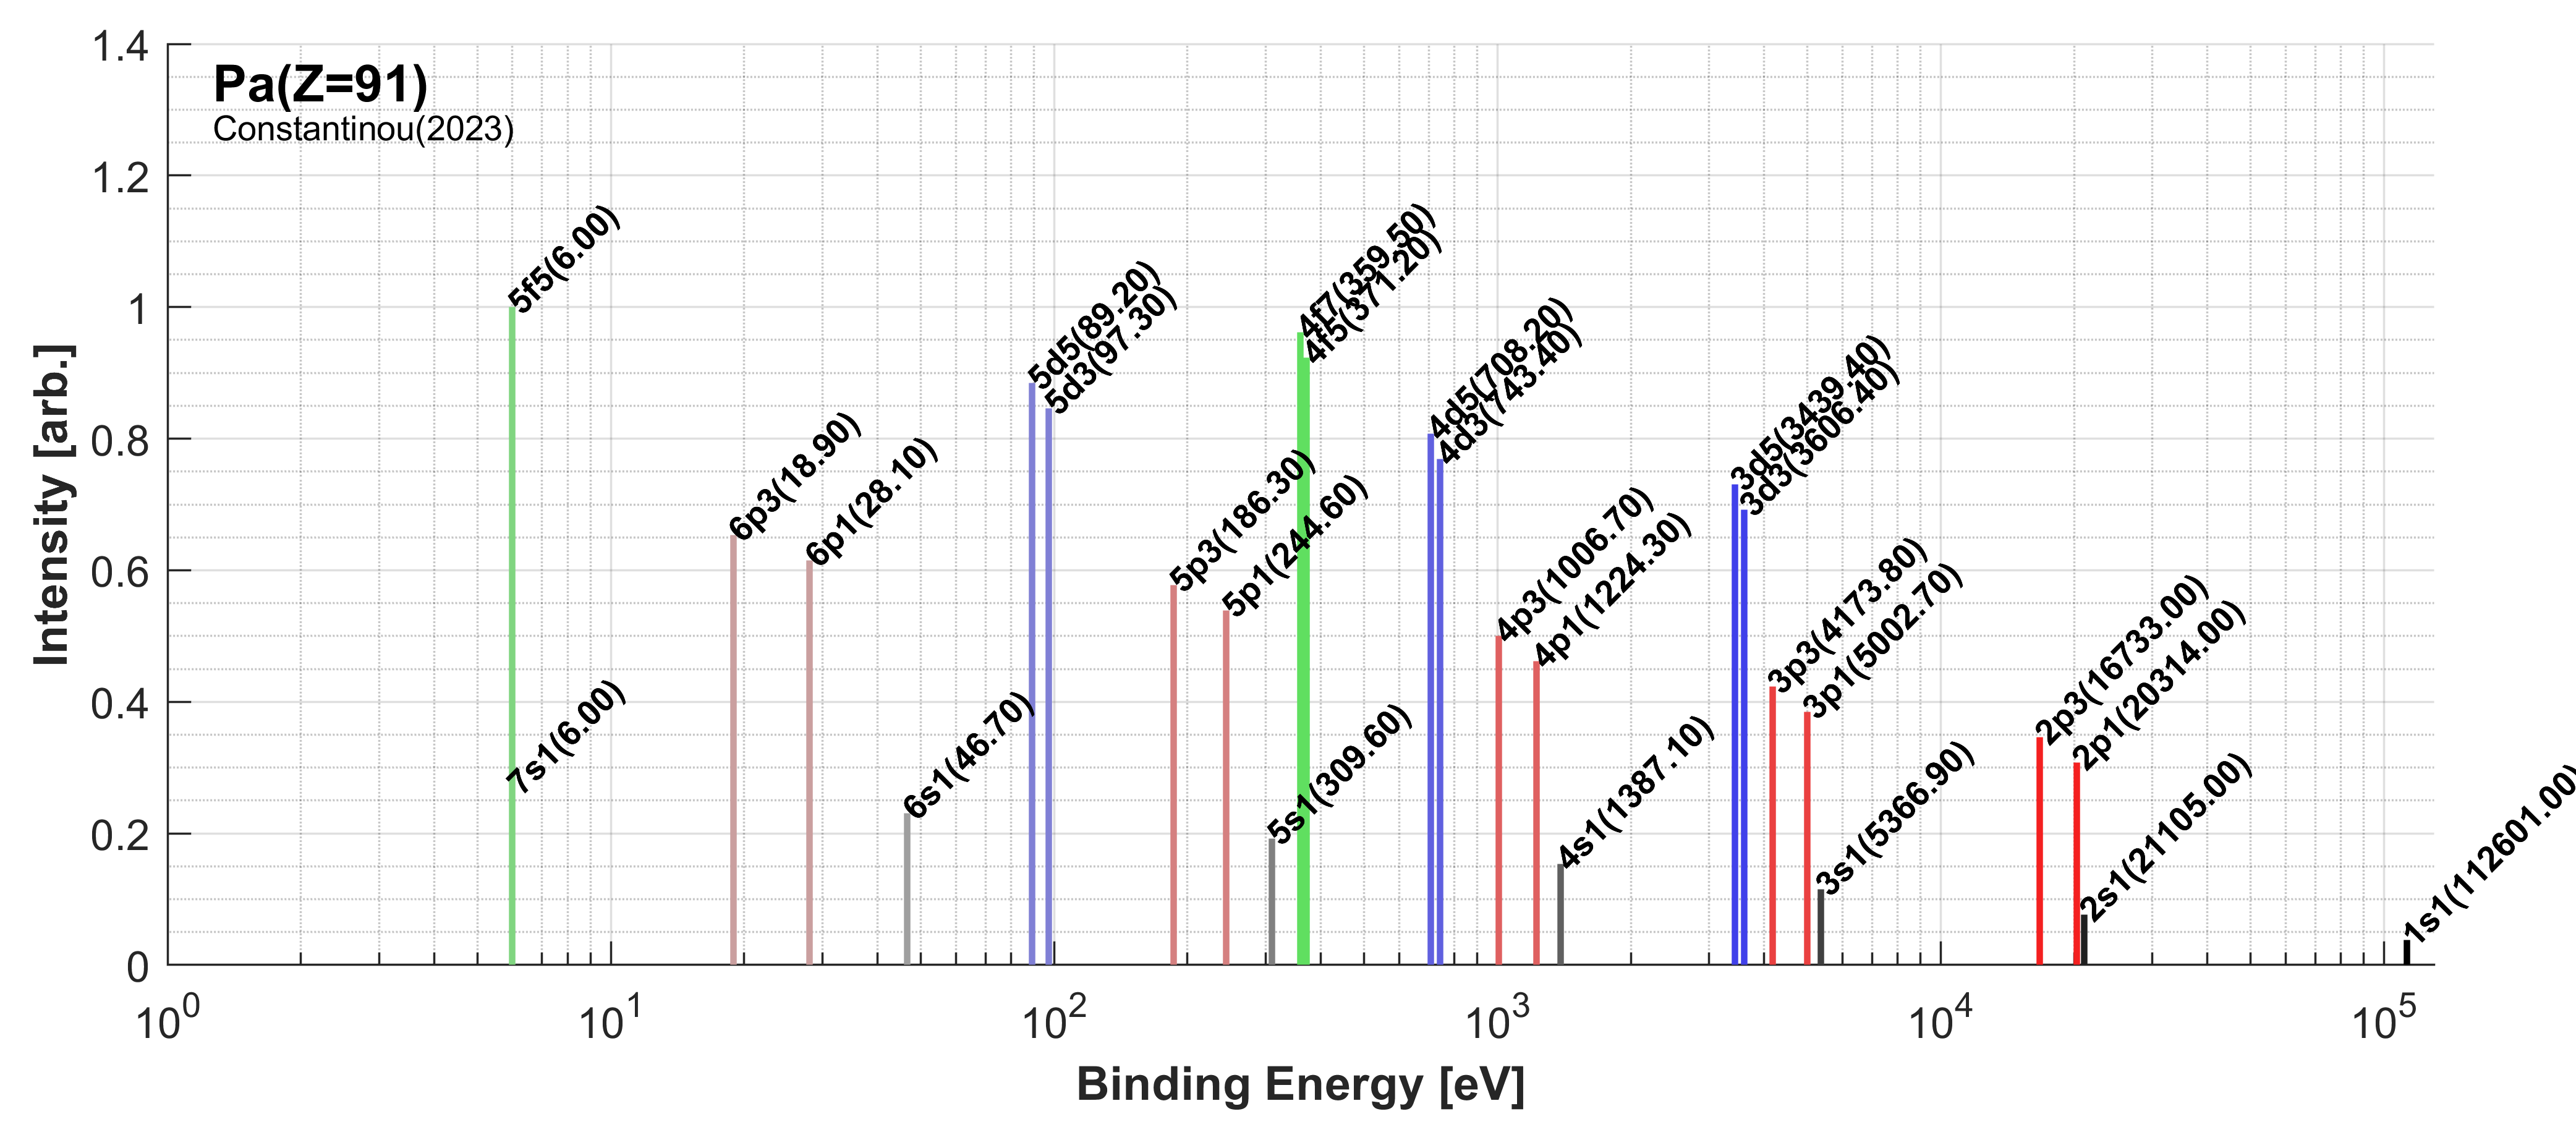 Pa(Z=91)
Constantinou(2023)
Intensity [arb.]
1.4
1.2
1
0.8
0.6
0.4
0.2
0
5f5(6.00)
7s1(6.00)
6p3(18.90)
6p1(28.10)
6s1(46.70)
5d5(89.20)
5d3(97.30)
5p3(186.30)
5p1(244.60)
5s1(309.60)
4f7(359.50)
4f5(371.20)
4d5(708.20)
4d3(743.40)
4p3(1006.70)
4p1(1224.30)
4s1(1387.10)
3d5(3439.40)
3d3(3606.40)
3p3(4173.80)
3p1(5002.70)
3s1(5366.90)
2p3(16733.00)
2p1(20314.00)
2s1(21105.00)
1s1(112601.00)
10^0 10^1 10^2 10^3 10^4 10^5
Binding Energy [eV]